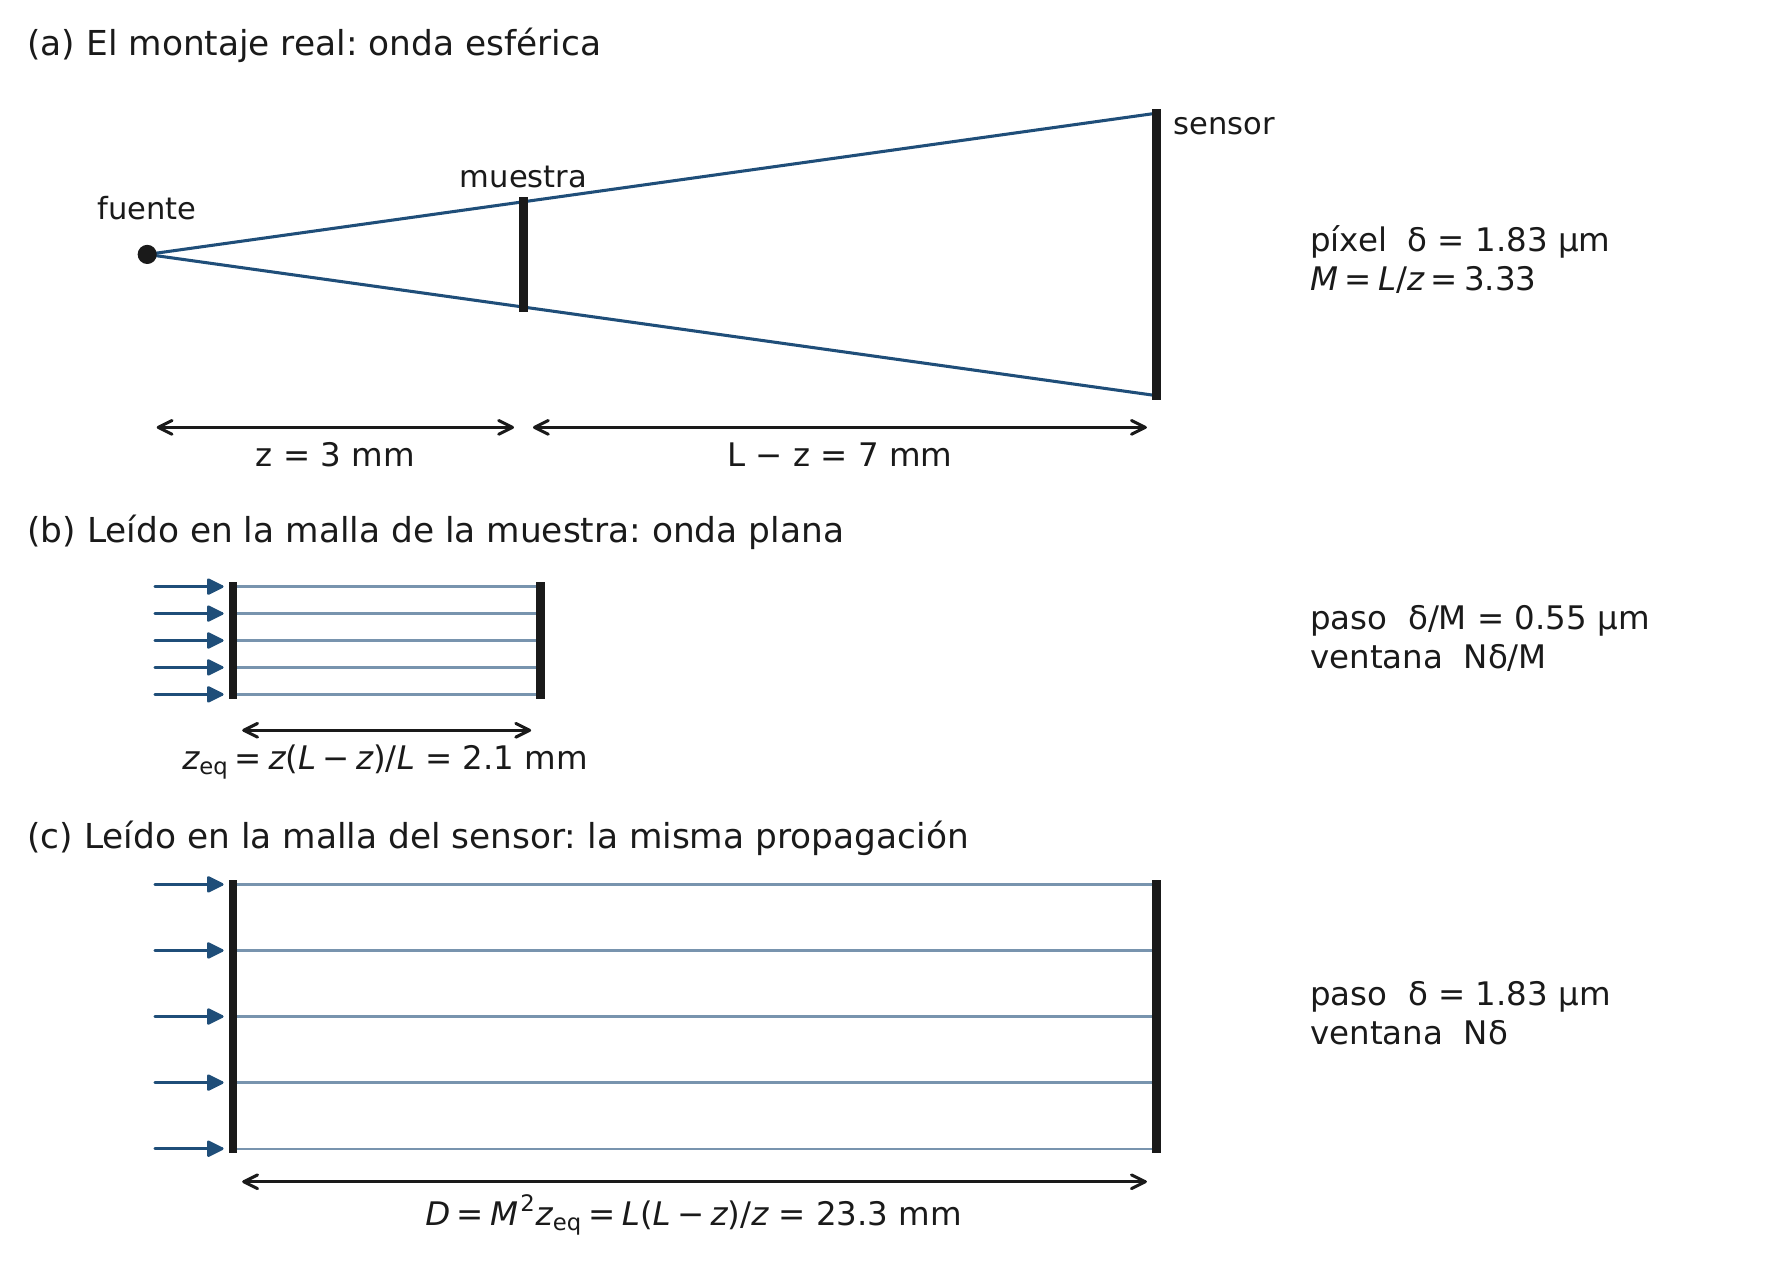 (a) El montaje real: onda esférica
sensor
muestra
fuente
píxel δ = 1.83 µm
M = L/z = 3.33
z = 3 mm
L − z = 7 mm
(b) Leído en la malla de la muestra: onda plana
paso δ/M = 0.55 µm
ventana Nδ/M
z_eq = z(L − z)/L = 2.1 mm
(c) Leído en la malla del sensor: la misma propagación
paso δ = 1.83 µm
ventana Nδ
D = M²z_eq = L(L − z)/z = 23.3 mm